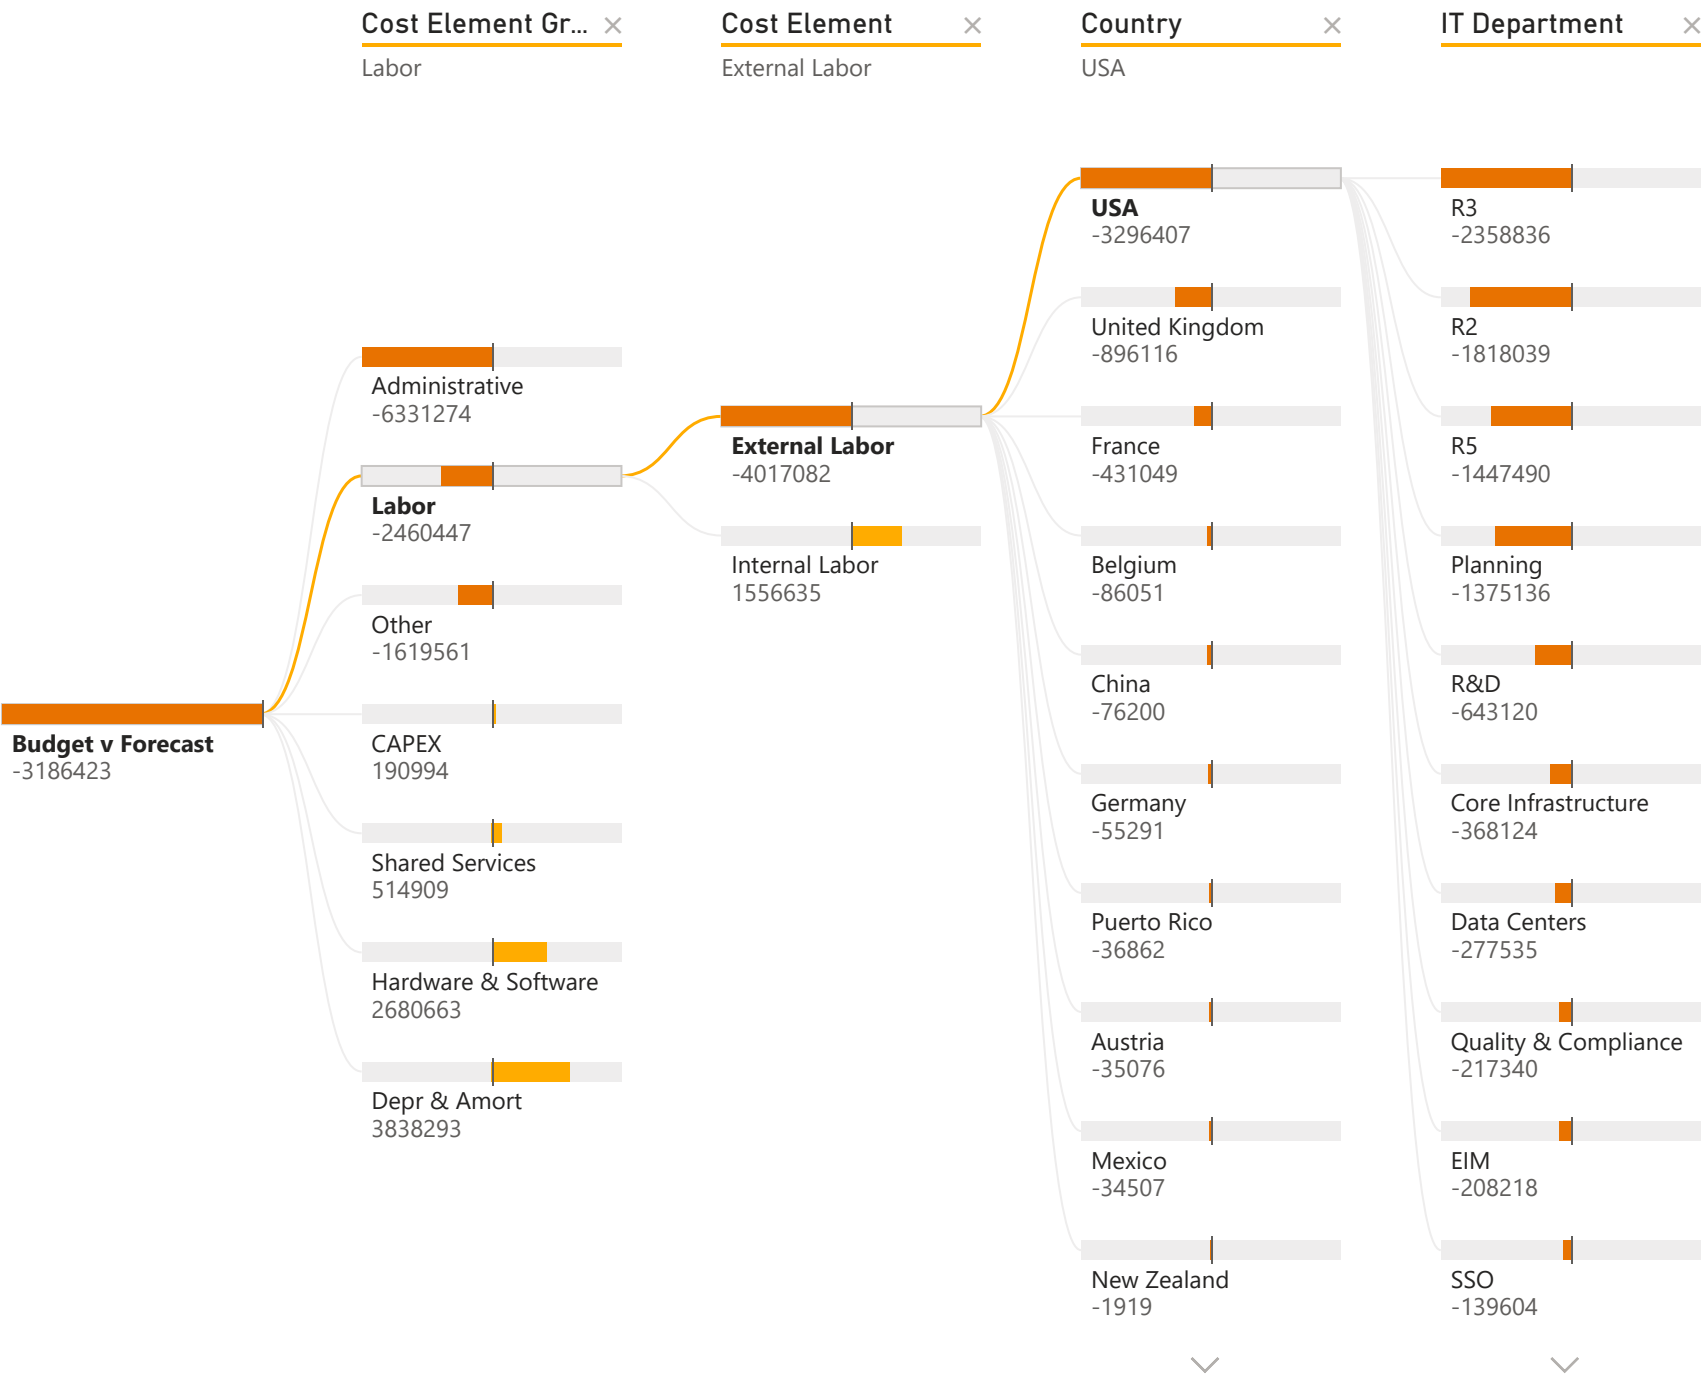 Cost Element Gr...
Labor
Cost Element
External Labor
Country
USA
IT Department
Budget v Forecast
-3186423
Administrative
-6331274
Labor
-2460447
Other
-1619561
CAPEX
190994
Shared Services
514909
Hardware & Software
2680663
Depr & Amort
3838293
External Labor
-4017082
Internal Labor
1556635
USA
-3296407
United Kingdom
-896116
France
-431049
Belgium
-86051
China
-76200
Germany
-55291
Puerto Rico
-36862
Austria
-35076
Mexico
-34507
New Zealand
-1919
R3
-2358836
R2
-1818039
R5
-1447490
Planning
-1375136
R&D
-643120
Core Infrastructure
-368124
Data Centers
-277535
Quality & Compliance
-217340
EIM
-208218
SSO
-139604